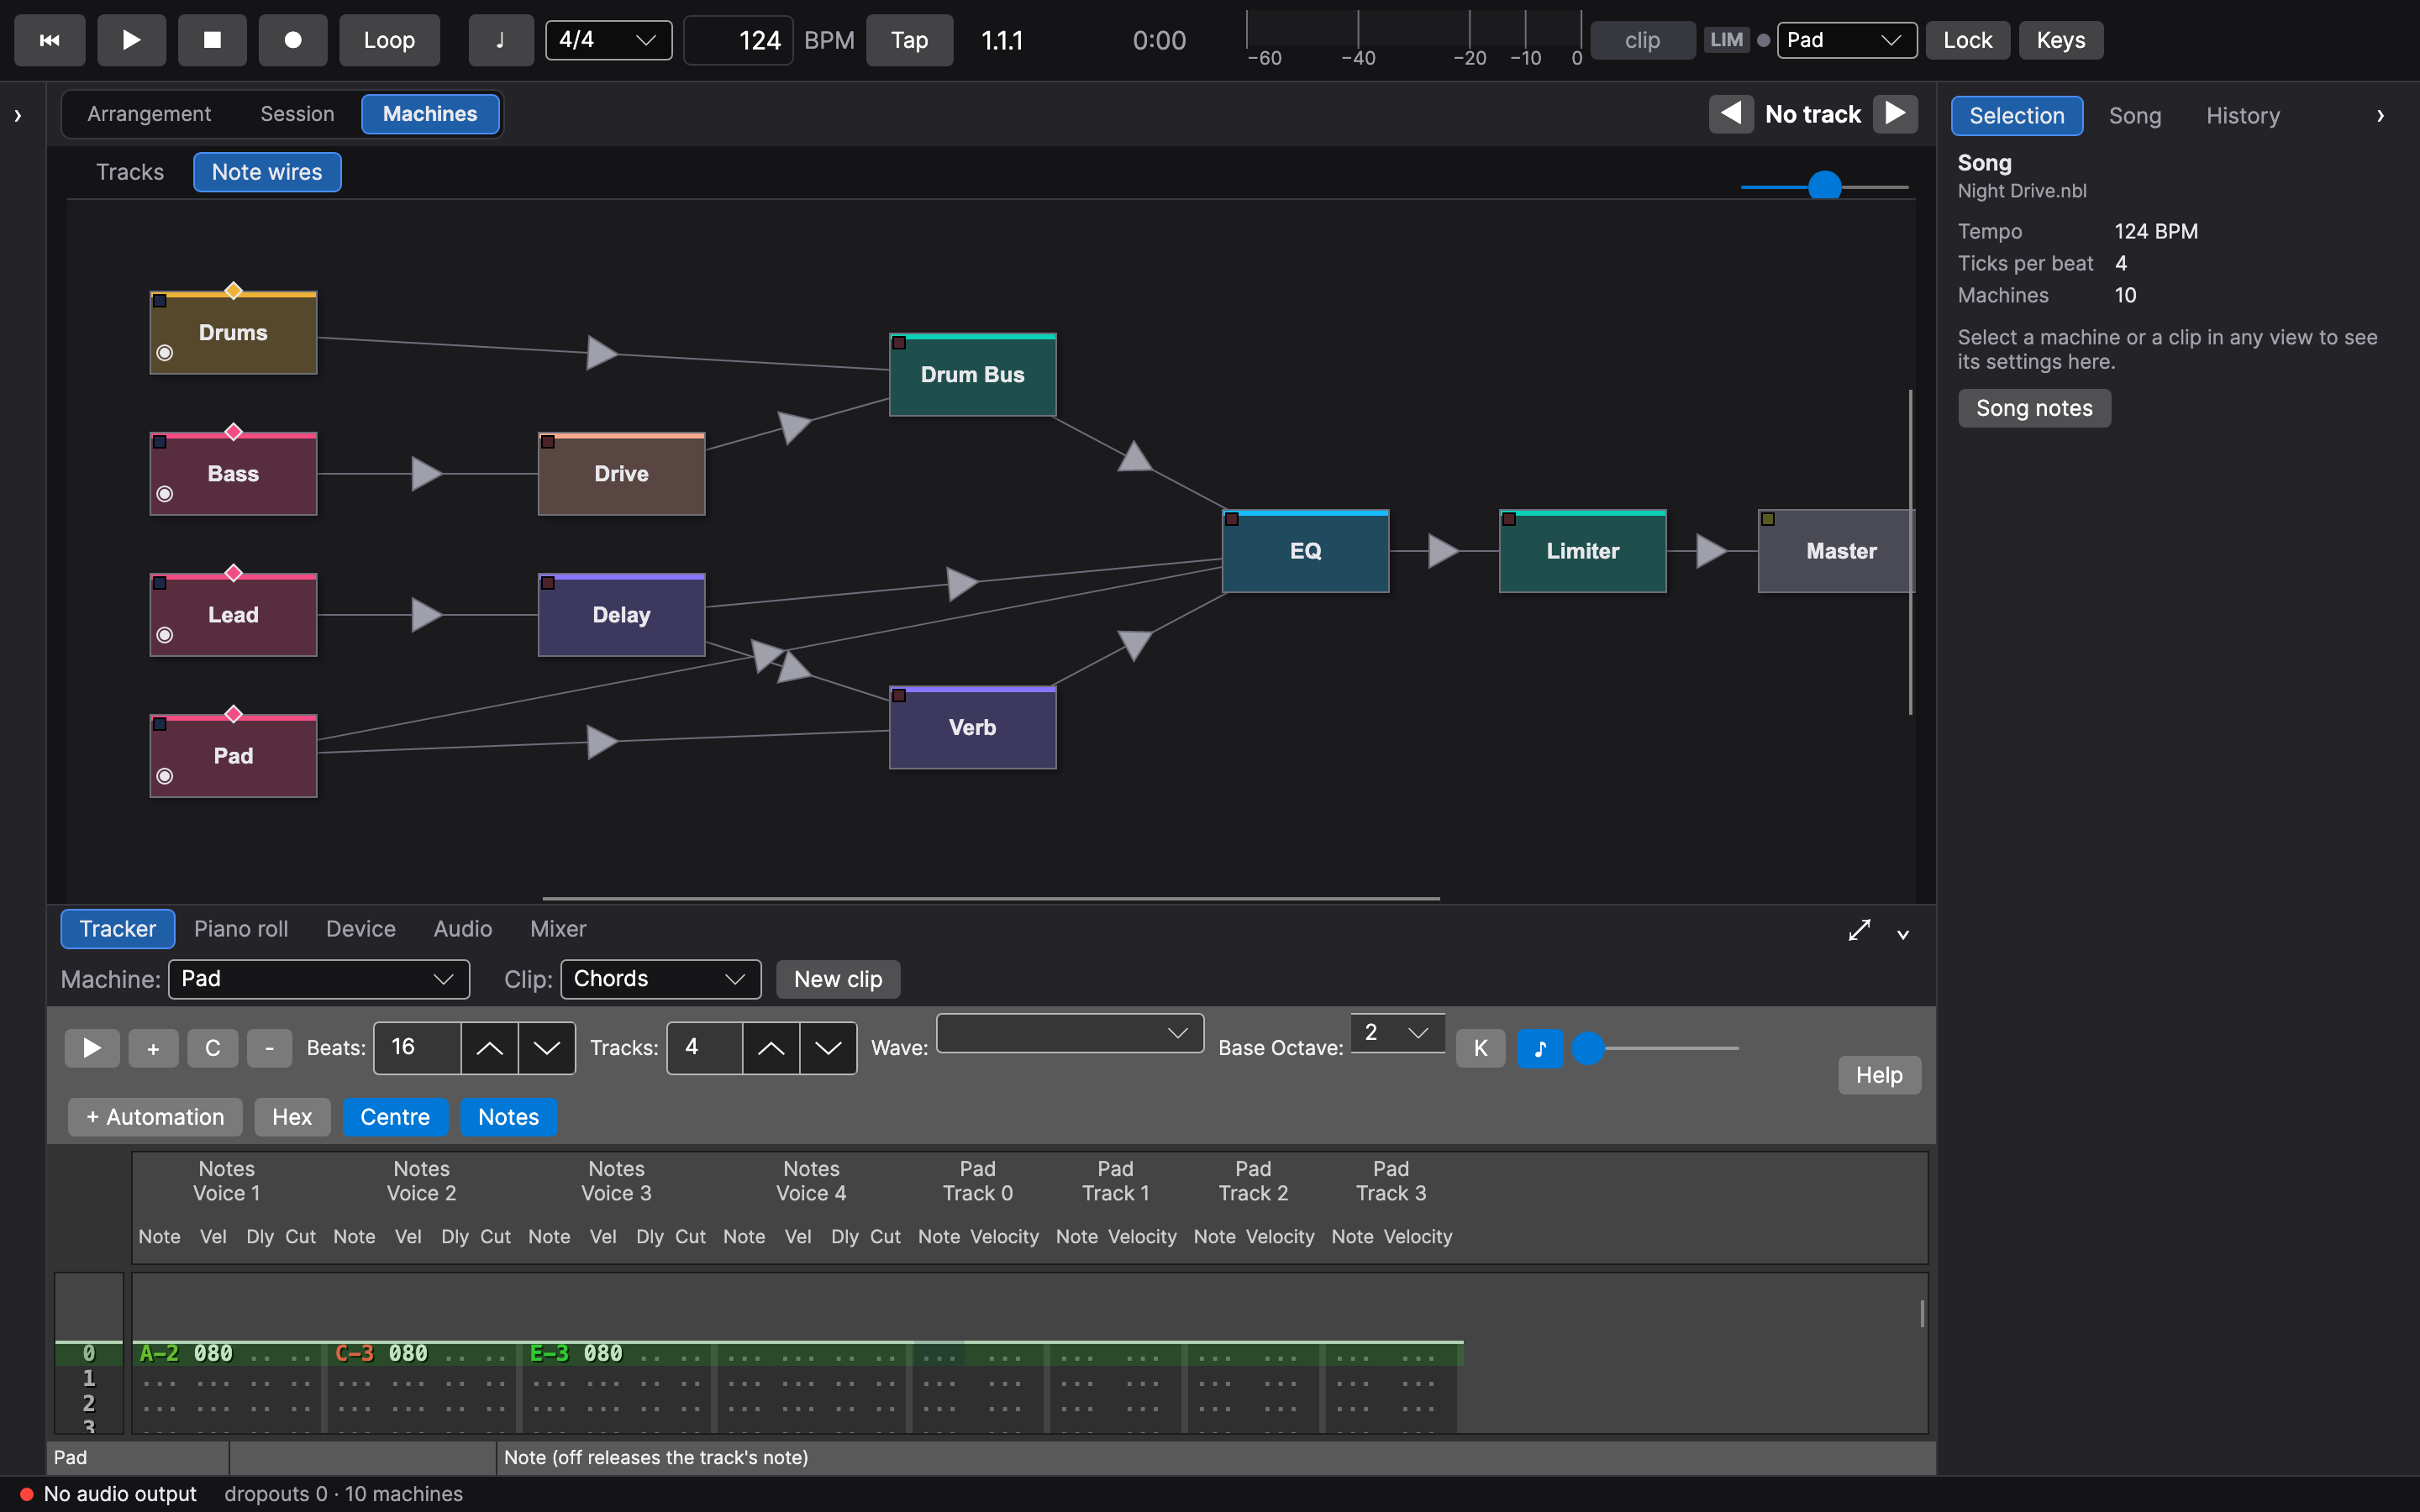 Loop 4/4 124 BPM Tap 1.1.1 0:00 −60 −40 −20 −10 0 clip LIM Pad Lock Keys
Arrangement Session Machines No track
Selection Song History
Tracks Note wires
Song
Night Drive.nbl
Tempo 124 BPM
Ticks per beat 4
Machines 10
Select a machine or a clip in any view to see
its settings here.
Song notes
Drums
Drum Bus
Bass
Drive
EQ
Limiter
Master
Lead
Delay
Verb
Pad
Tracker Piano roll Device Audio Mixer
Machine: Pad Clip: Chords New clip
+ C - Beats: 16 Tracks: 4 Wave: Base Octave: 2 K Help
+ Automation Hex Centre Notes
Notes Notes Notes Notes Pad Pad Pad Pad
Voice 1 Voice 2 Voice 3 Voice 4 Track 0 Track 1 Track 2 Track 3
Note Vel Dly Cut Note Vel Dly Cut Note Vel Dly Cut Note Vel Dly Cut Note Velocity Note Velocity Note Velocity Note Velocity
0 A−2 080 C−3 080 E−3 080
1
2
3
Pad Note (off releases the track's note)
No audio output dropouts 0 · 10 machines